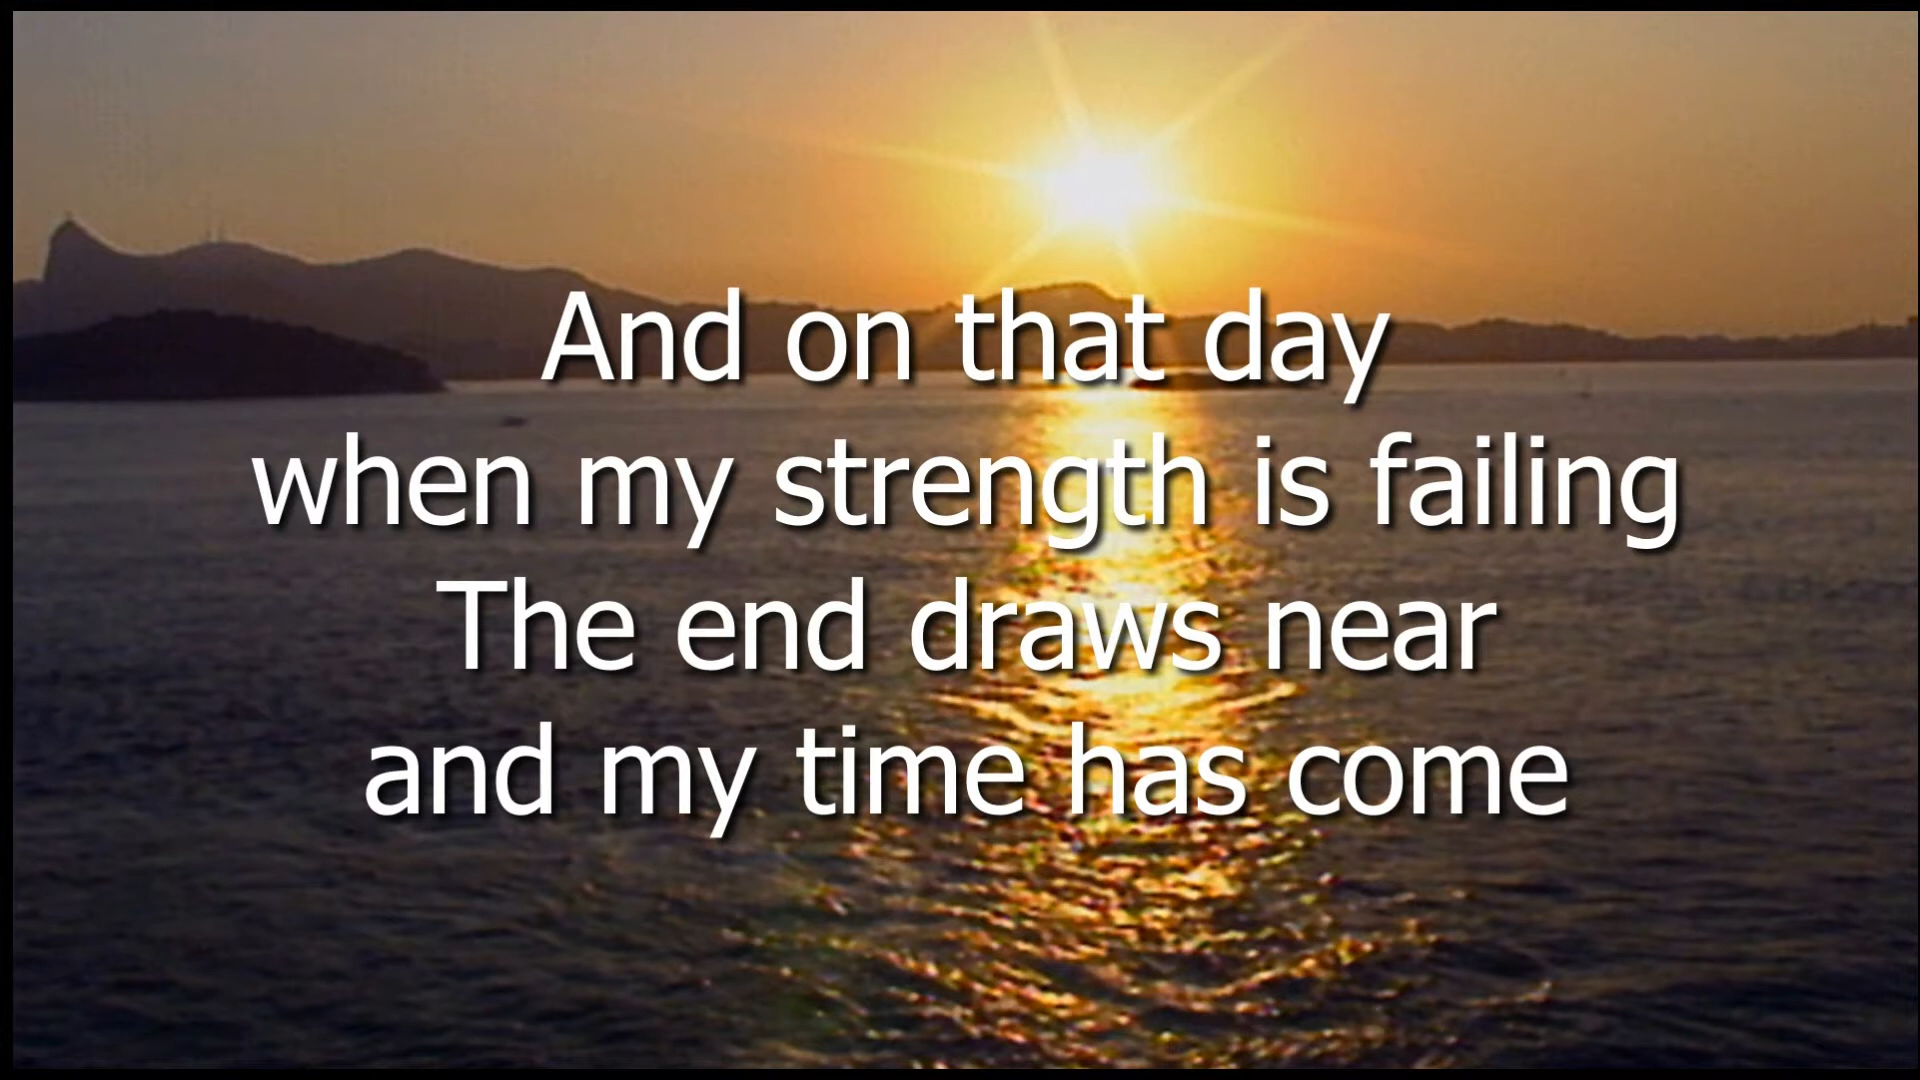 And on that day
when my strength is failing
The end draws near
and my time has come